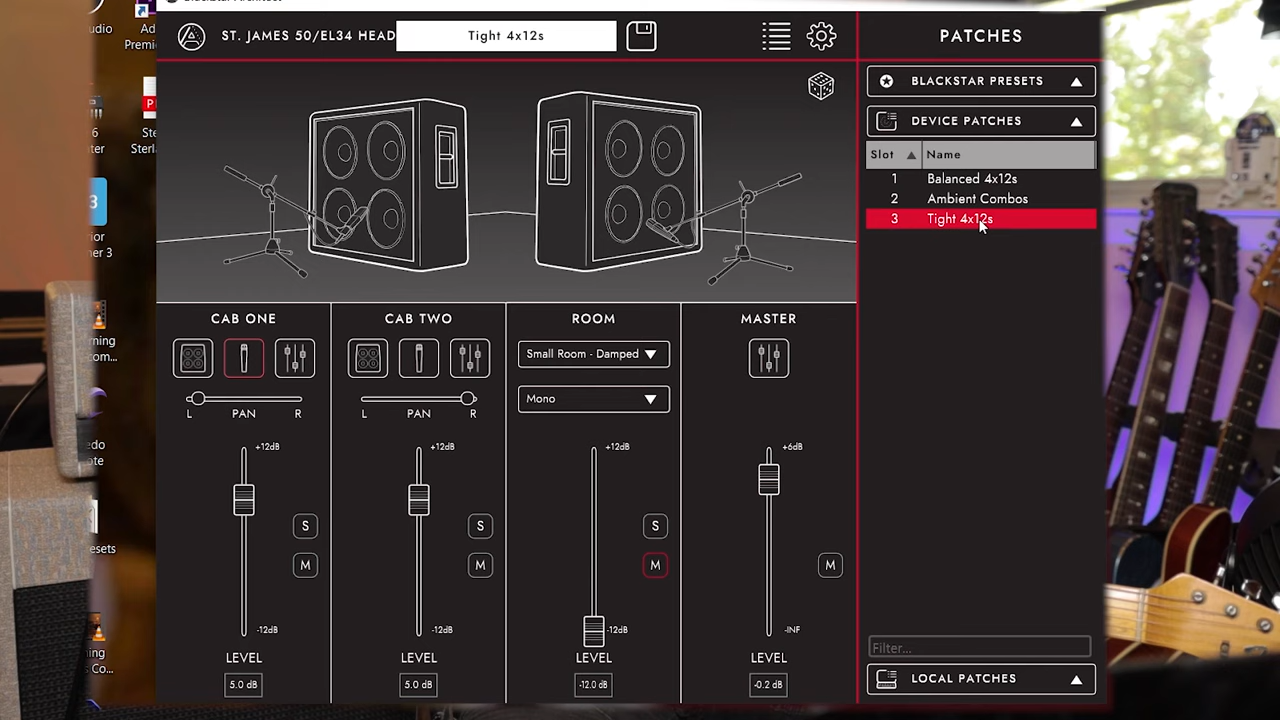 ST. JAMES 50/EL34 HEAD
Tight 4x12s
PATCHES
BLACKSTAR PRESETS
DEVICE PATCHES
Slot Name
1 Balanced 4x12s
2 Ambient Combos
3 Tight 4x12s
CAB ONE
CAB TWO
ROOM
MASTER
Small Room - Damped
Mono
L PAN R
L PAN R
+12dB
+12dB
+12dB
+6dB
S
S
S
M
M
M
M
-12dB
-12dB
-12dB
-INF
LEVEL
LEVEL
LEVEL
LEVEL
5.0 dB
5.0 dB
-12.0 dB
-0.2 dB
Filter...
LOCAL PATCHES